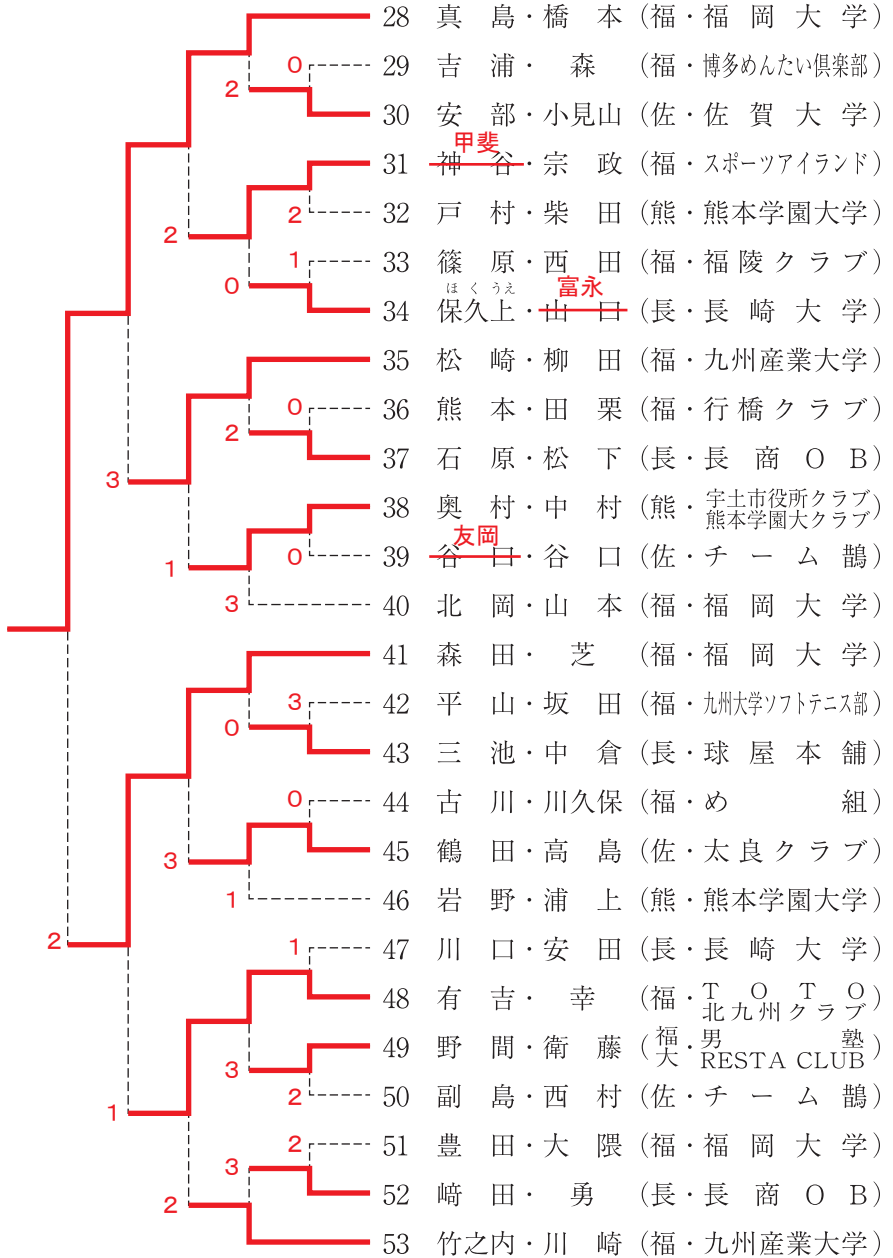 28 真島・橋本（福・福岡大学）
0
29 吉浦・森（福・博多めんたい倶楽部）
2
30 安部・小見山（佐・佐賀大学）
甲斐
31 神谷・宗政（福・スポーツアイランド）
2
32 戸村・柴田（熊・熊本学園大学）
2
1
33 篠原・西田（福・福陵クラブ）
0
ほくうえ 富永
34 保久上・山口（長・長崎大学）
35 松崎・柳田（福・九州産業大学）
0
36 熊本・田栗（福・行橋クラブ）
2
37 石原・松下（長・長商ＯＢ）
3
38 奥村・中村（熊・宇土市役所クラブ
熊本学園大クラブ）
友岡
0
39 谷口・谷口（佐・チーム鵲）
1
3
40 北岡・山本（福・福岡大学）
41 森田・芝（福・福岡大学）
3
42 平山・坂田（福・九州大学ソフトテニス部）
0
43 三池・中倉（長・球屋本舗）
0
44 古川・川久保（福・め組）
45 鶴田・高島（佐・太良クラブ）
3
1
46 岩野・浦上（熊・熊本学園大学）
2
1
47 川口・安田（長・長崎大学）
48 有吉・幸（福・ＴＯＴＯ
北九州クラブ）
49 野間・衛藤（福・男塾
大 RESTA CLUB）
3
2
50 副島・西村（佐・チーム鵲）
1
2
51 豊田・大隈（福・福岡大学）
3
52 﨑田・勇（長・長商ＯＢ）
2
53 竹之内・川崎（福・九州産業大学）